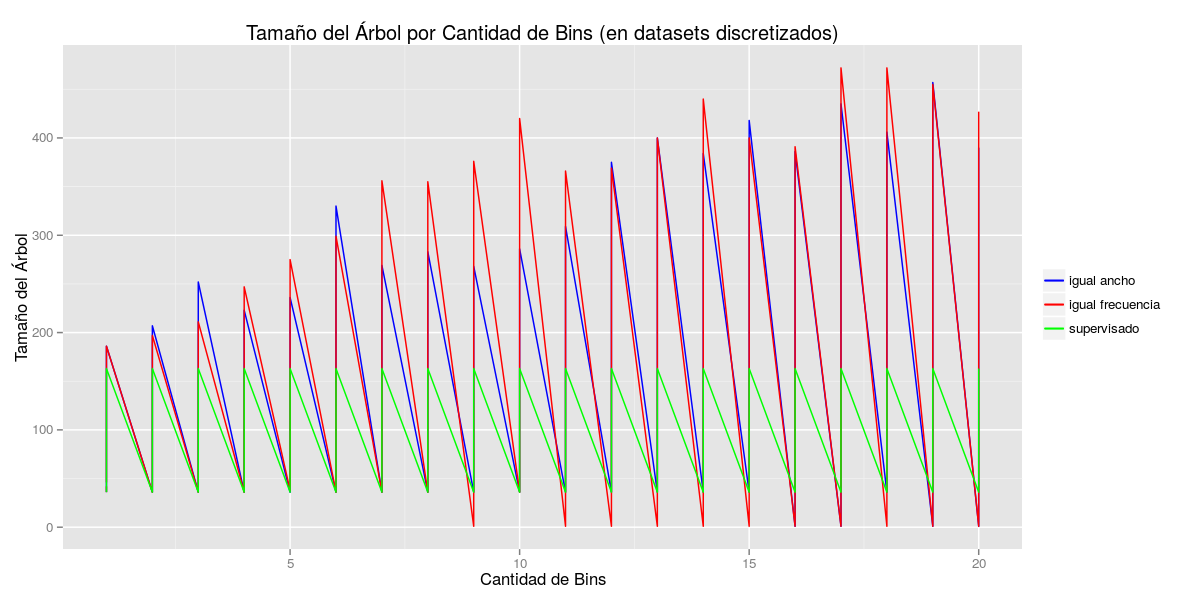 Tamaño del Árbol por Cantidad de Bins (en datasets discretizados)
Tamaño del Árbol
400
300
200
100
0
5
10
15
20
Cantidad de Bins
igual ancho
igual frecuencia
supervisado